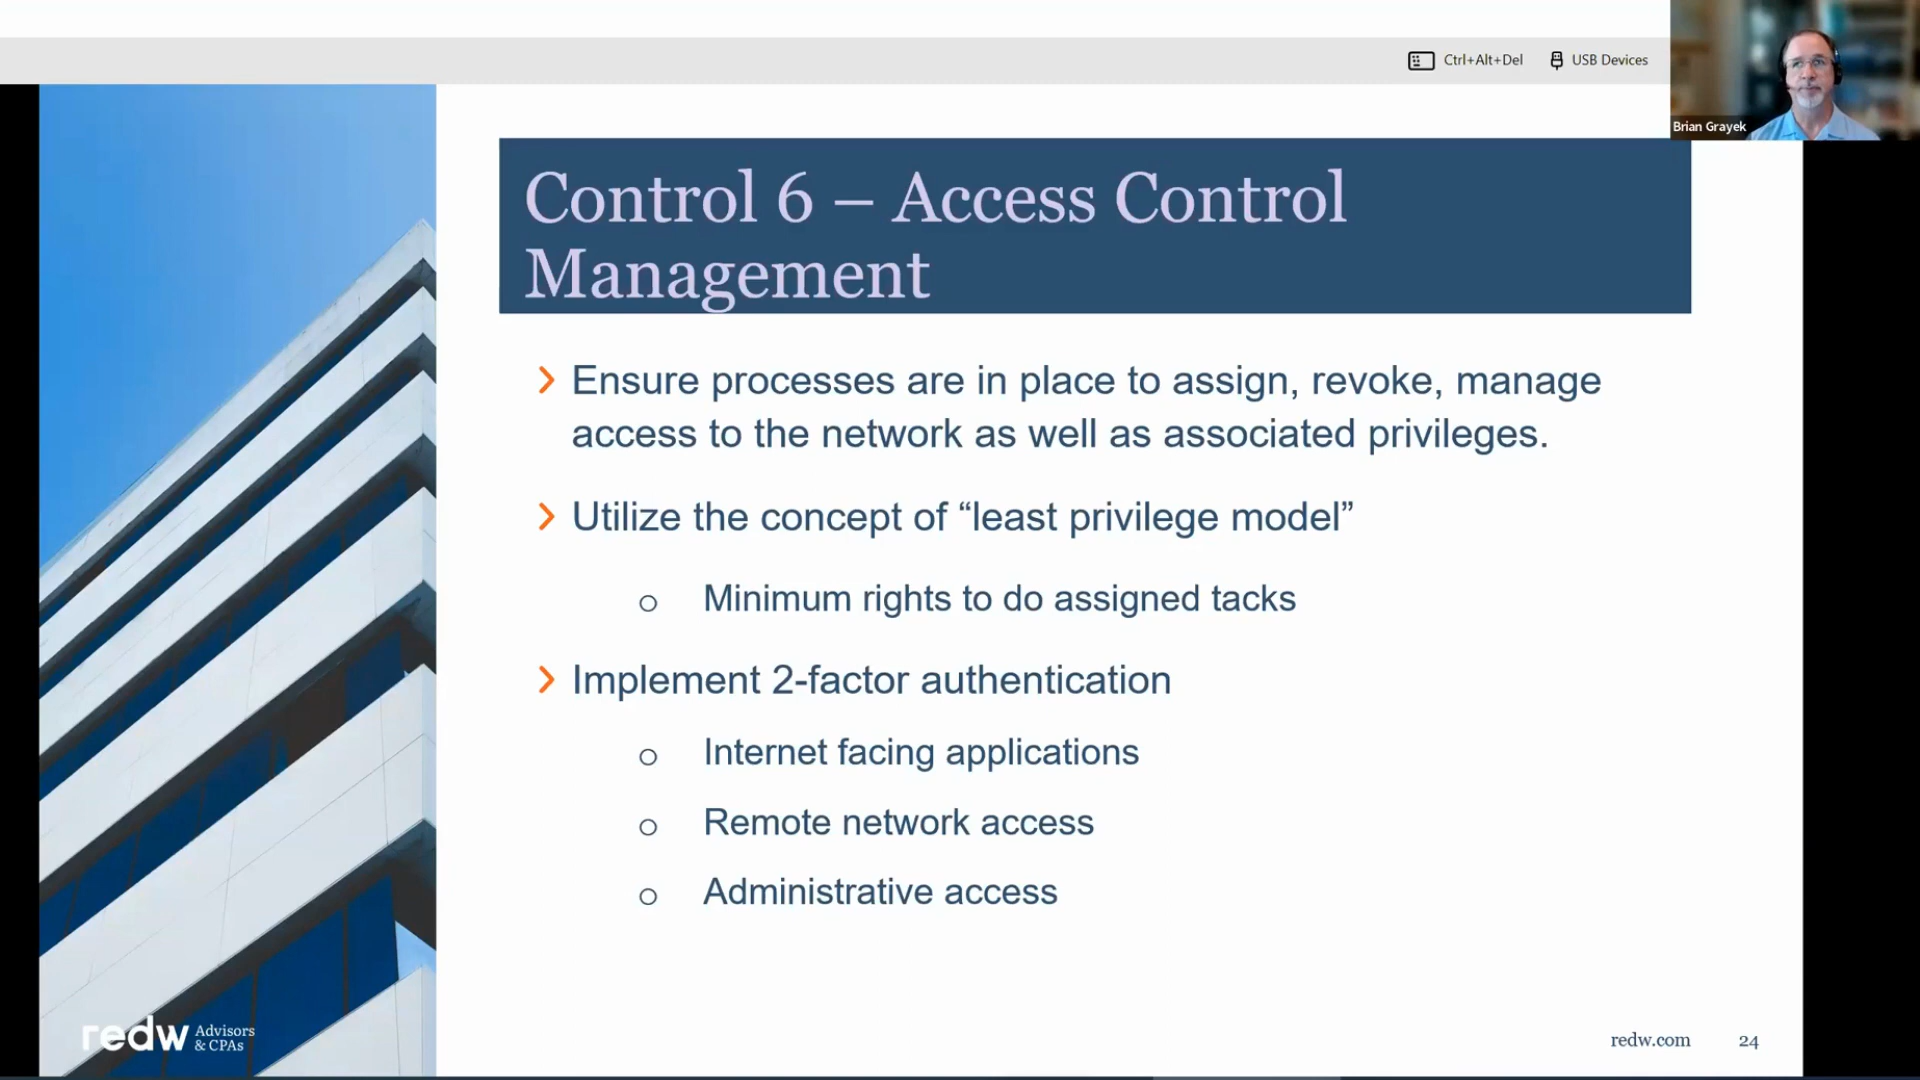 Ctrl+Alt+Del USB Devices
Brian Grayek
Control 6 – Access Control
Management
Ensure processes are in place to assign, revoke, manage
access to the network as well as associated privileges.
Utilize the concept of “least privilege model”
Minimum rights to do assigned tacks
Implement 2-factor authentication
Internet facing applications
Remote network access
Administrative access
redw Advisors
& CPAs
redw.com 24